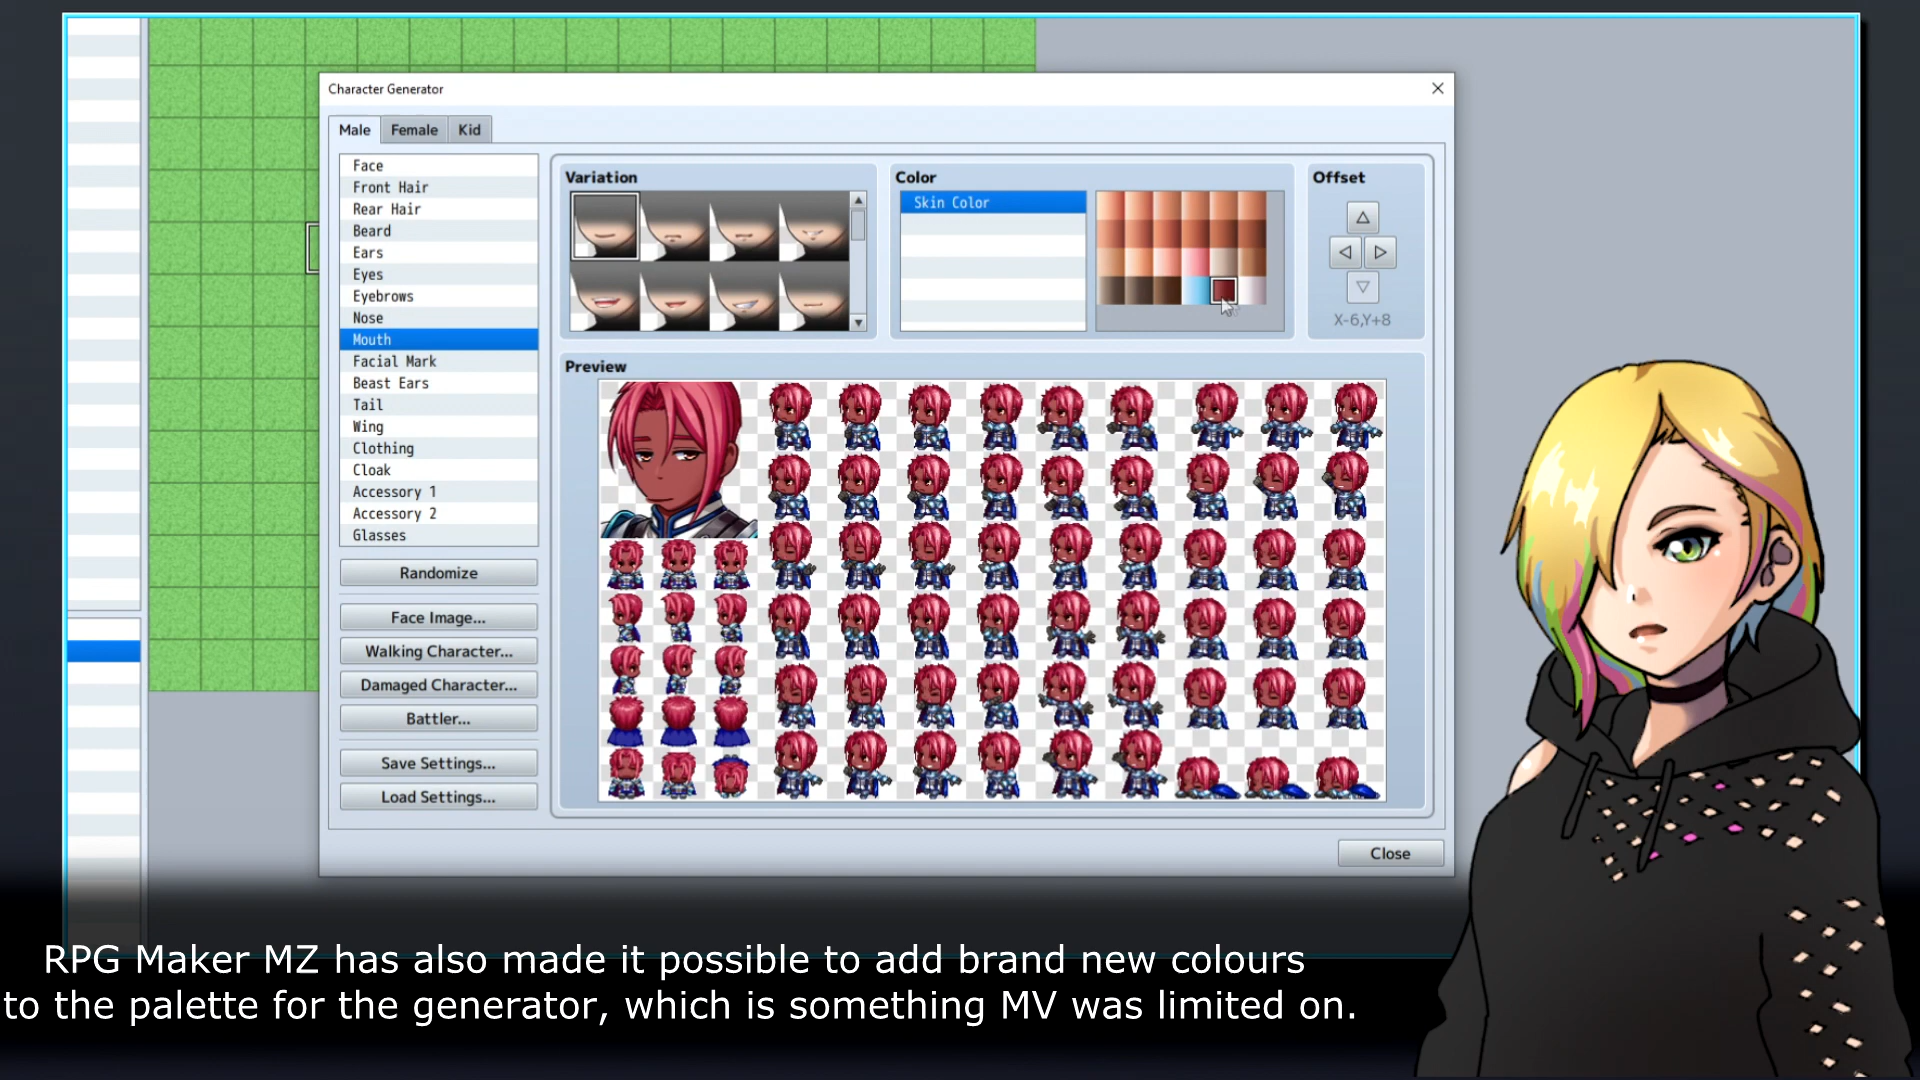 Character Generator
Male Female Kid
Face
Front Hair
Rear Hair
Beard
Ears
Eyes
Eyebrows
Nose
Mouth
Facial Mark
Beast Ears
Tail
Wing
Clothing
Cloak
Accessory 1
Accessory 2
Glasses
Randomize
Face Image...
Walking Character...
Damaged Character...
Battler...
Save Settings...
Load Settings...
Variation
Color
Skin Color
Offset
X-6,Y+8
Preview
Close
RPG Maker MZ has also made it possible to add brand new colours
to the palette for the generator, which is something MV was limited on.